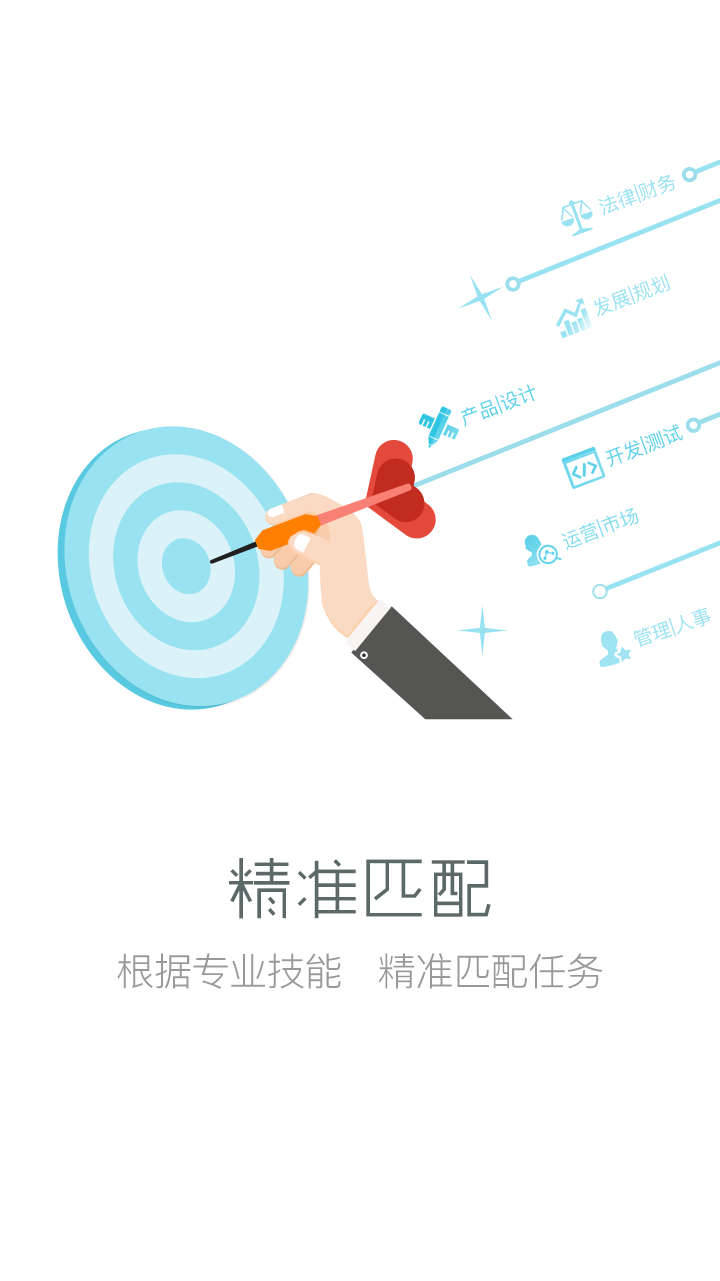 法律|财务
发展|规划
产品|设计
开发|测试
运营|市场
管理|人事
精准匹配
根据专业技能　精准匹配任务